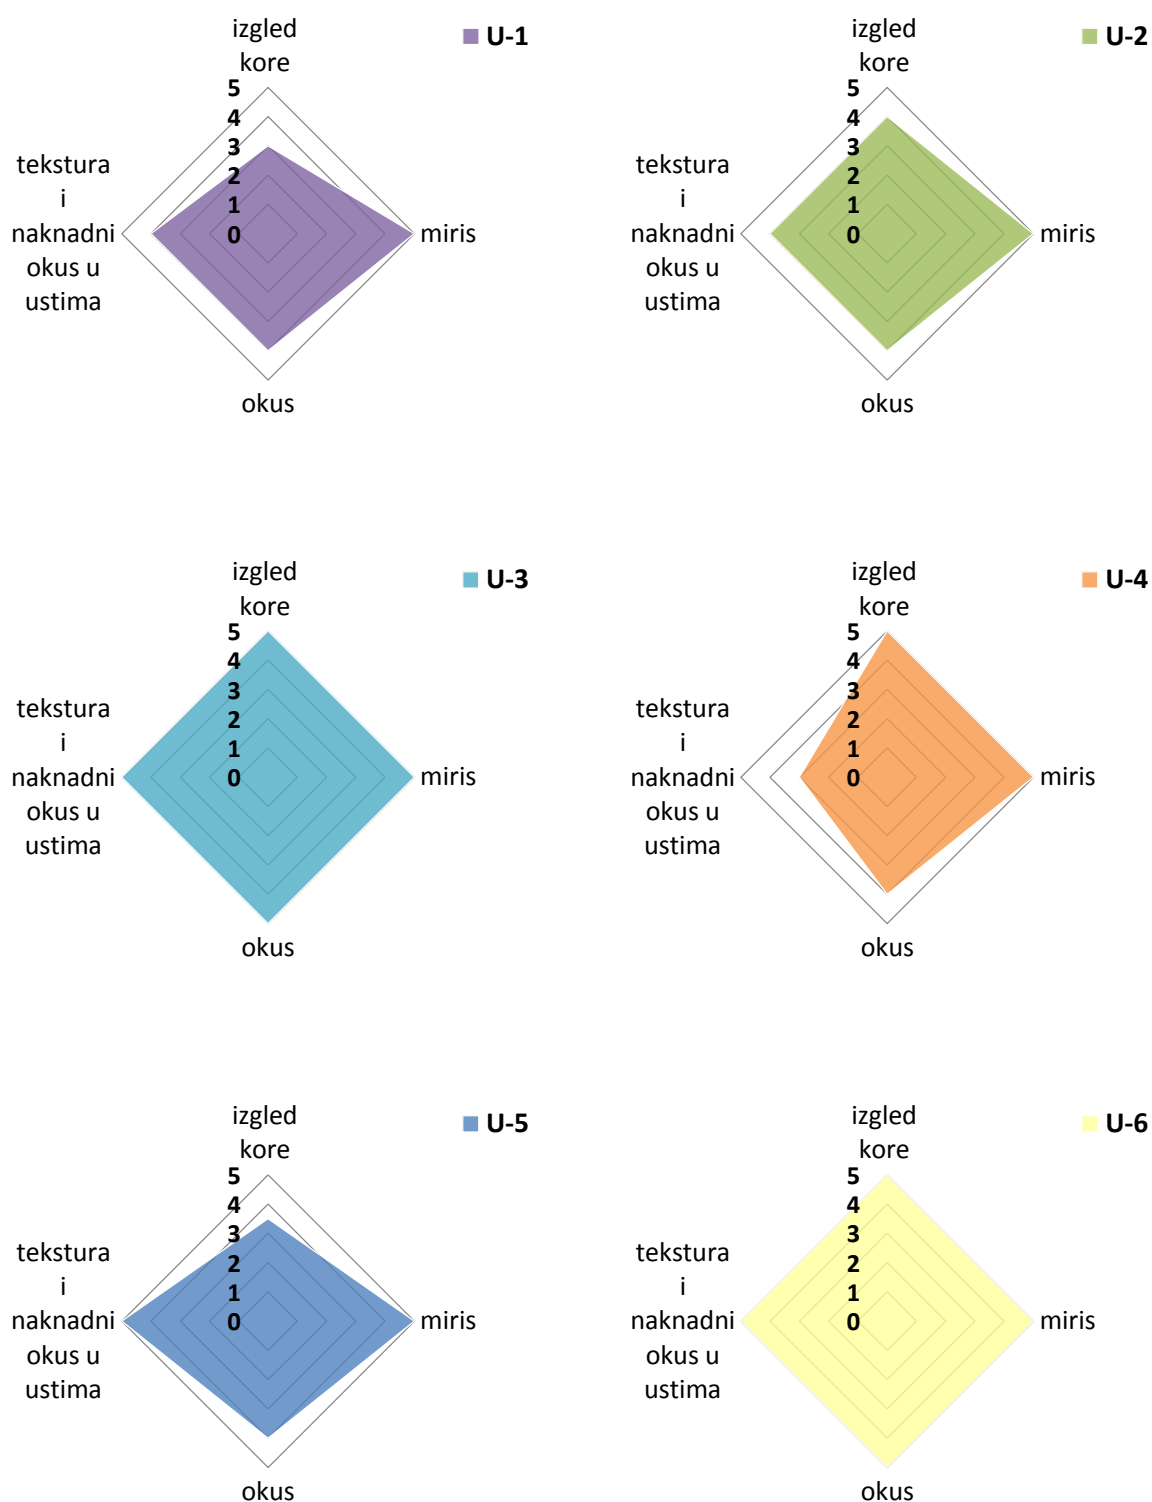 izgled
kore
U-1
5
4
3
2
1
0
tekstura
i
naknadni
okus u
ustima
miris
okus
izgled
kore
U-2
5
4
3
2
1
0
tekstura
i
naknadni
okus u
ustima
miris
okus
izgled
kore
U-3
5
4
3
2
1
0
tekstura
i
naknadni
okus u
ustima
miris
okus
izgled
kore
U-4
5
4
3
2
1
0
tekstura
i
naknadni
okus u
ustima
miris
okus
izgled
kore
U-5
5
4
3
2
1
0
tekstura
i
naknadni
okus u
ustima
miris
okus
izgled
kore
U-6
5
4
3
2
1
0
tekstura
i
naknadni
okus u
ustima
miris
okus